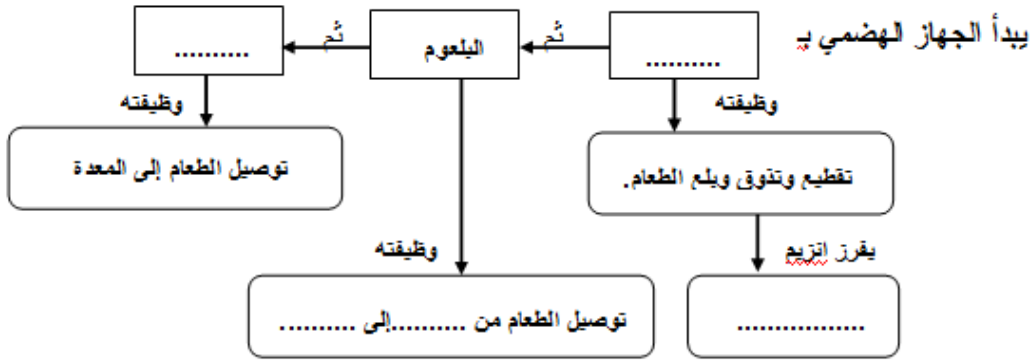 يبدأ الجهاز الهضمي بـ
..........
ثم
البلعوم
ثم
..........
وظيفته
وظيفته
تقطيع وتذوق وبلع الطعام.
توصيل الطعام إلى المعدة
يفرز انزيم
وظيفته
................
توصيل الطعام من ..........إلى ..........